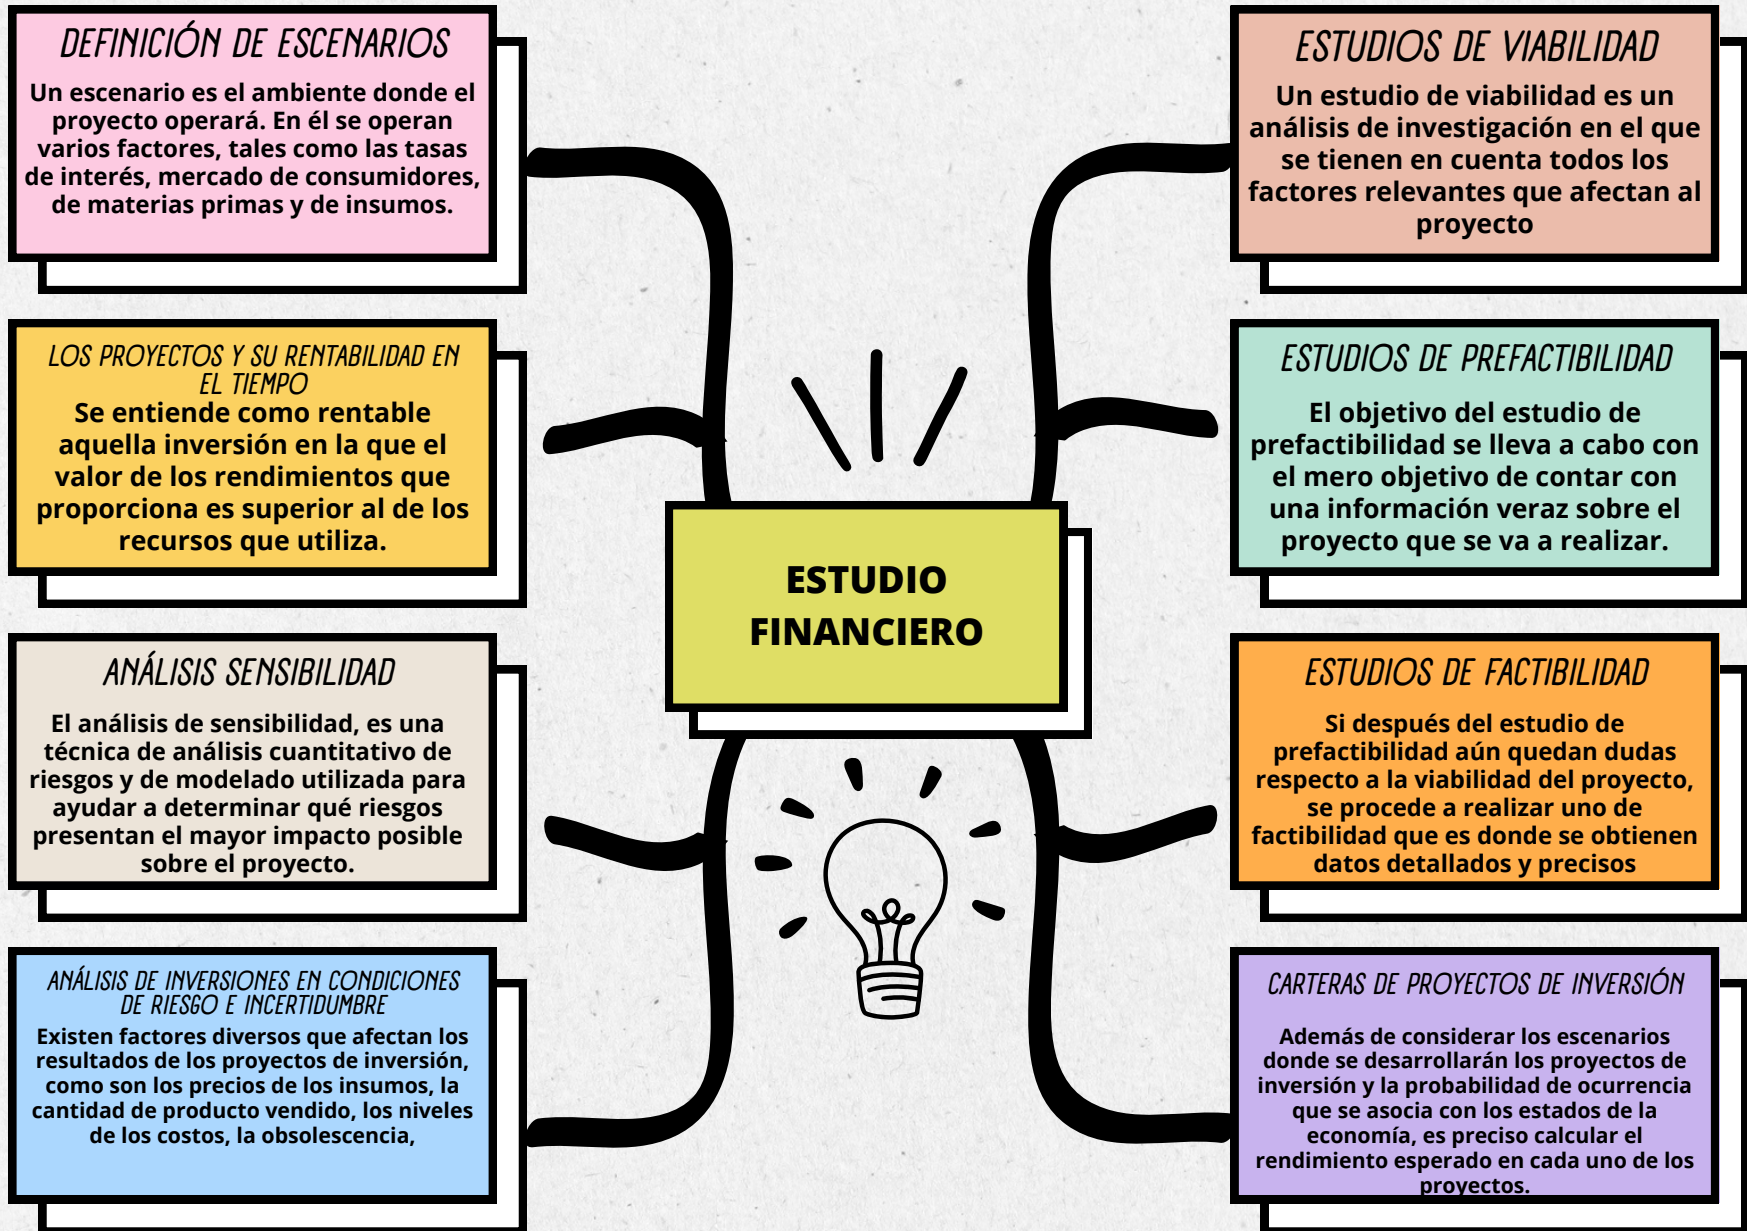 DEFINICIÓN DE ESCENARIOS
Un escenario es el ambiente donde el
proyecto operará. En él se operan
varios factores, tales como las tasas
de interés, mercado de consumidores,
de materias primas y de insumos.
LOS PROYECTOS Y SU RENTABILIDAD EN
EL TIEMPO
Se entiende como rentable
aquella inversión en la que el
valor de los rendimientos que
proporciona es superior al de los
recursos que utiliza.
ANÁLISIS SENSIBILIDAD
El análisis de sensibilidad, es una
técnica de análisis cuantitativo de
riesgos y de modelado utilizada para
ayudar a determinar qué riesgos
presentan el mayor impacto posible
sobre el proyecto.
ANÁLISIS DE INVERSIONES EN CONDICIONES
DE RIESGO E INCERTIDUMBRE
Existen factores diversos que afectan los
resultados de los proyectos de inversión,
como son los precios de los insumos, la
cantidad de producto vendido, los niveles
de los costos, la obsolescencia,
ESTUDIO
FINANCIERO
ESTUDIOS DE VIABILIDAD
Un estudio de viabilidad es un
análisis de investigación en el que
se tienen en cuenta todos los
factores relevantes que afectan al
proyecto
ESTUDIOS DE PREFACTIBILIDAD
El objetivo del estudio de
prefactibilidad se lleva a cabo con
el mero objetivo de contar con
una información veraz sobre el
proyecto que se va a realizar.
ESTUDIOS DE FACTIBILIDAD
Si después del estudio de
prefactibilidad aún quedan dudas
respecto a la viabilidad del proyecto,
se procede a realizar uno de
factibilidad que es donde se obtienen
datos detallados y precisos
CARTERAS DE PROYECTOS DE INVERSIÓN
Además de considerar los escenarios
donde se desarrollarán los proyectos de
inversión y la probabilidad de ocurrencia
que se asocia con los estados de la
economía, es preciso calcular el
rendimiento esperado en cada uno de los
proyectos.